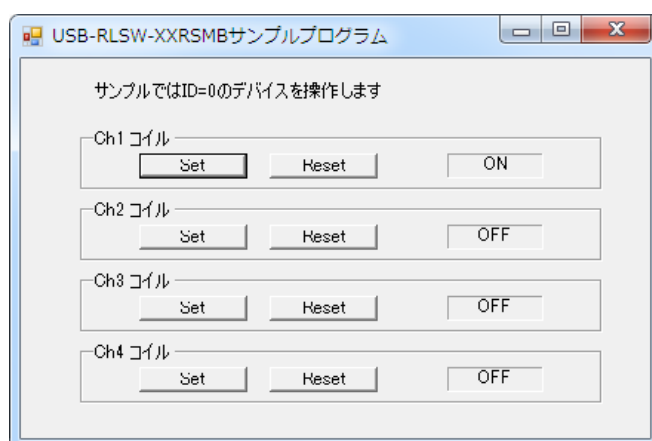 USB-RLSW-XXRSMBサンプルプログラム
サンプルではID=0のデバイスを操作します
Ch1 コイル
Set Reset ON
Ch2 コイル
Set Reset OFF
Ch3 コイル
Set Reset OFF
Ch4 コイル
Set Reset OFF